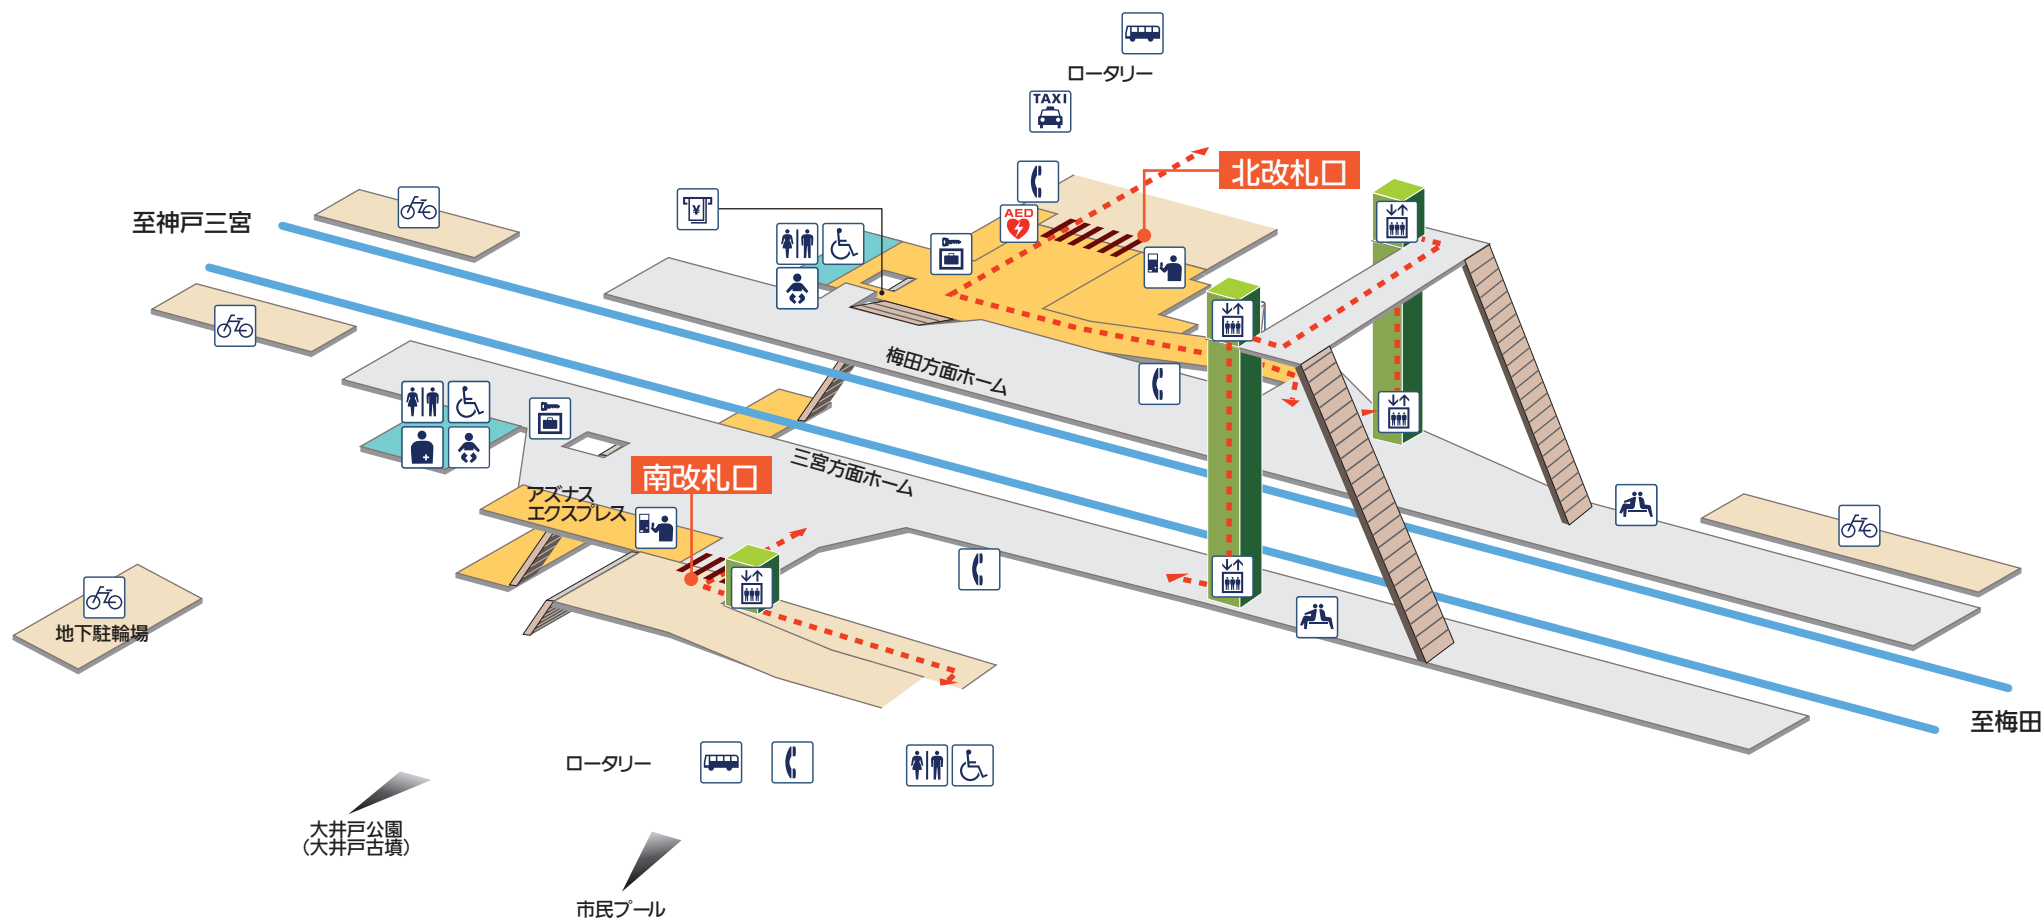 ロータリー
TAXI
北改札口
至神戸三宮
¥
AED
梅田方面ホーム
三宮方面ホーム
南改札口
アズナス
エクスプレス
地下駐輪場
至梅田
ロータリー
大井戸公園
（大井戸古墳）
市民プール